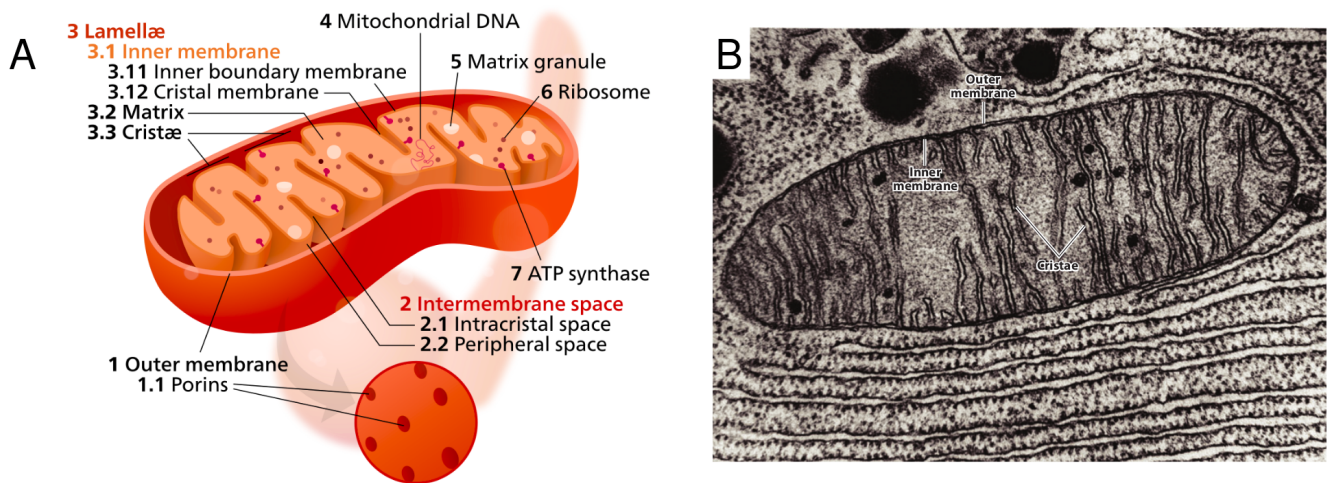 A
3 Lamellæ
3.1 Inner membrane
3.11 Inner boundary membrane
3.12 Cristal membrane
3.2 Matrix
3.3 Cristæ
4 Mitochondrial DNA
5 Matrix granule
6 Ribosome
7 ATP synthase
2 Intermembrane space
2.1 Intracristal space
2.2 Peripheral space
1 Outer membrane
1.1 Porins
B
Outer
membrane
Inner
membrane
Cristae